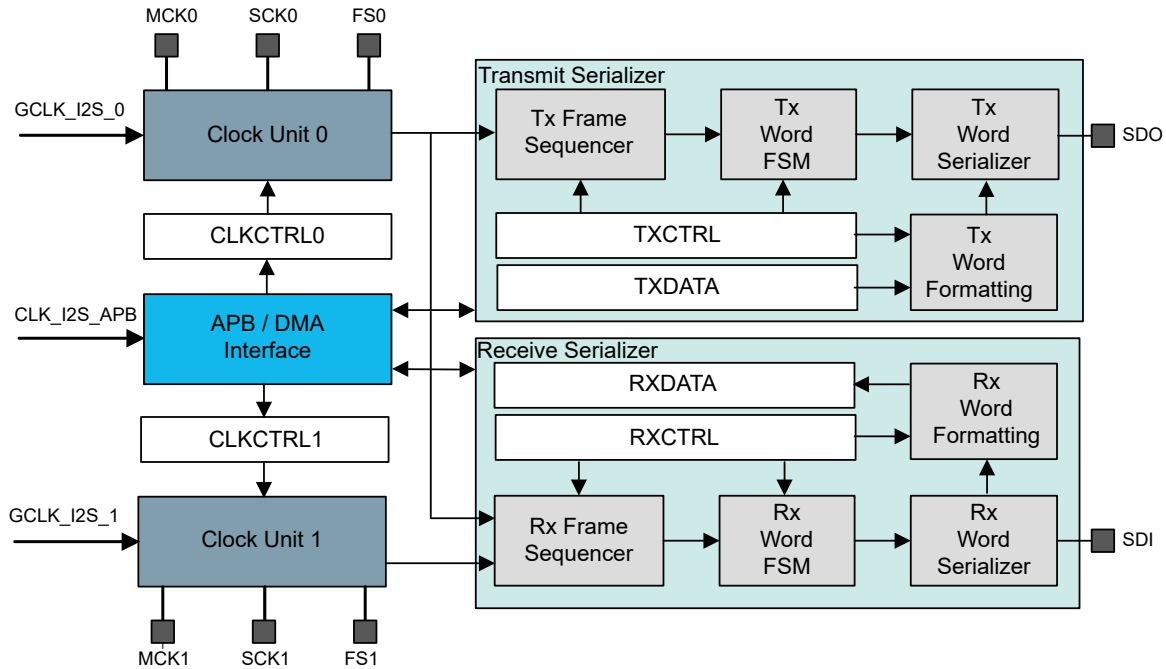 MCK0
SCK0
FS0
GCLK_I2S_0
Clock Unit 0
CLKCTRL0
CLK_I2S_APB
APB / DMA
Interface
CLKCTRL1
GCLK_I2S_1
Clock Unit 1
MCK1
SCK1
FS1
Transmit Serializer
Tx Frame
Sequencer
Tx
Word
FSM
Tx
Word
Serializer
SDO
TXCTRL
TXDATA
Tx
Word
Formatting
Receive Serializer
RXDATA
RXCTRL
Rx
Word
Formatting
Rx Frame
Sequencer
Rx
Word
FSM
Rx
Word
Serializer
SDI